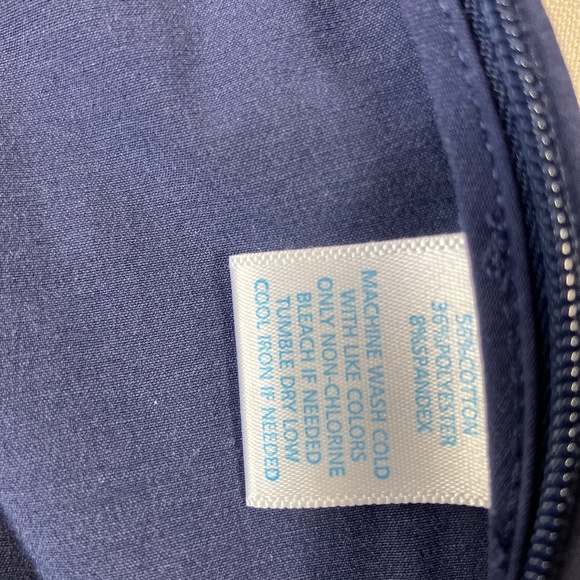 56%COTTON
36%POLYESTER
8%SPANDEX
MACHINE WASH COLD
WITH LIKE COLORS
ONLY NON-CHLORINE
BLEACH IF NEEDED
TUMBLE DRY LOW
COOL IRON IF NEEDED